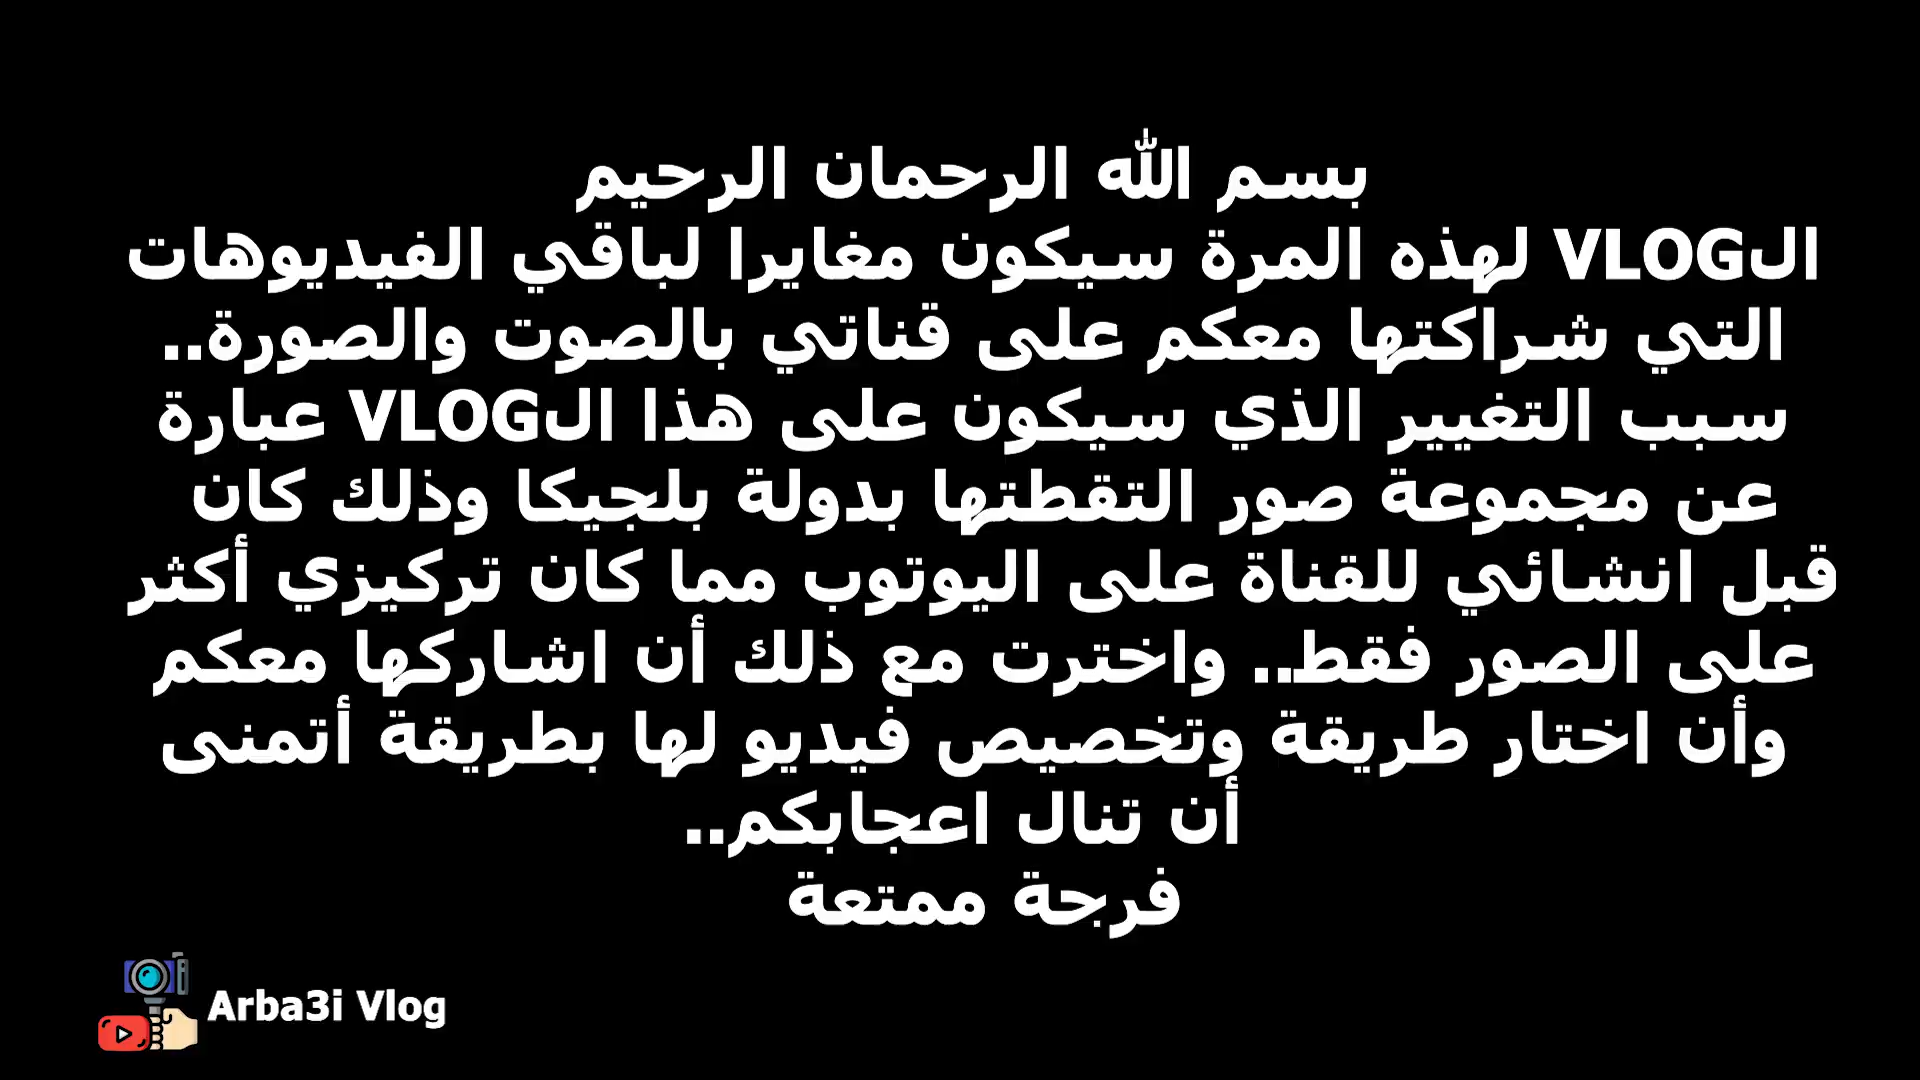 بسم الله الرحمان الرحيم
الVLOG لهذه المرة سيكون مغايرا لباقي الفيديوهات
التي شراكتها معكم على قناتي بالصوت والصورة..
سبب التغيير الذي سيكون على هذا الVLOG عبارة
عن مجموعة صور التقطتها بدولة بلجيكا وذلك كان
قبل انشائي للقناة على اليوتوب مما كان تركيزي أكثر
على الصور فقط.. واخترت مع ذلك أن اشاركها معكم
وأن اختار طريقة وتخصيص فيديو لها بطريقة أتمنى
أن تنال اعجابكم..
فرجة ممتعة
Arba3i Vlog